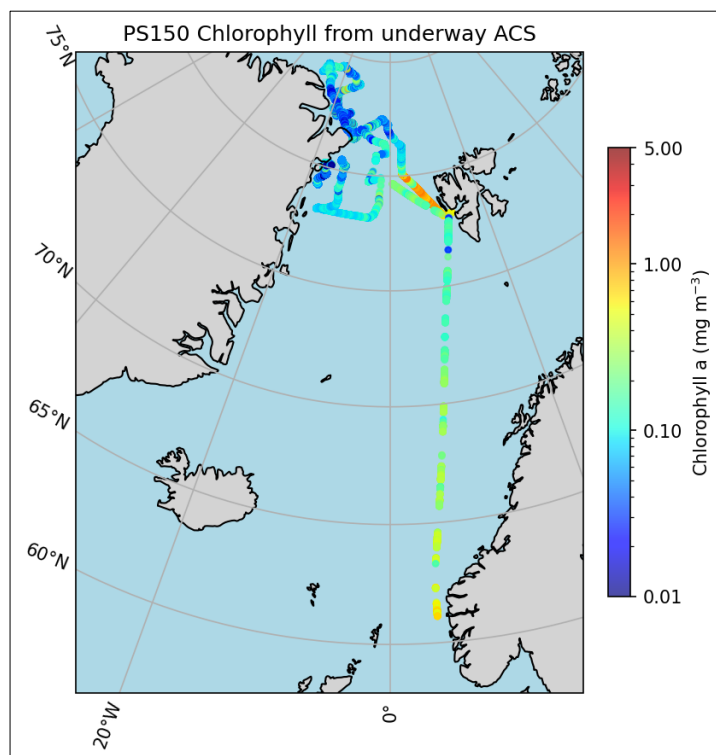 PS150 Chlorophyll from underway ACS
75°N
70°N
65°N
60°N
20°W
0°
5.00
1.00
0.10
0.01
Chlorophyll a (mg m⁻³)